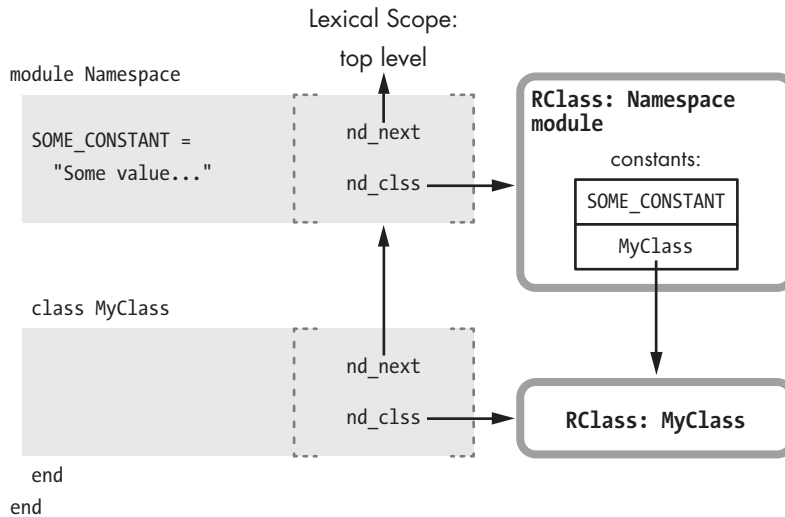 Lexical Scope:
top level
module Namespace
SOME_CONSTANT =
"Some value..."
nd_next
nd_clss
RClass: Namespace
module
constants:
SOME_CONSTANT
MyClass
class MyClass
nd_next
nd_clss
RClass: MyClass
end
end